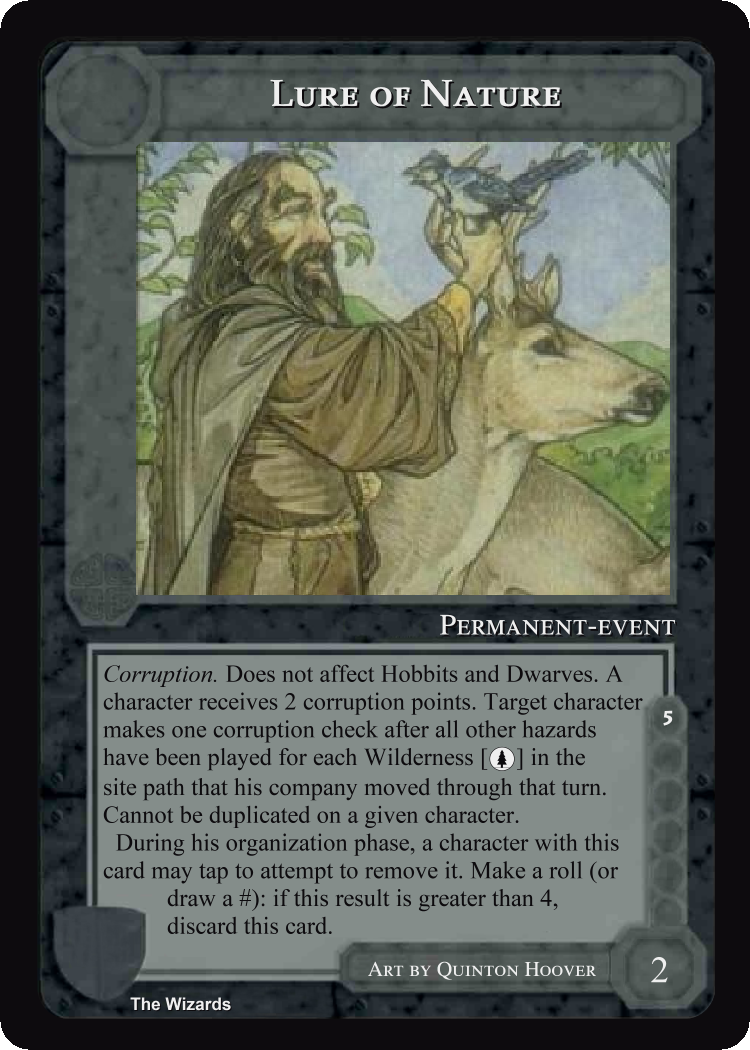 LURE OF NATURE
PERMANENT-EVENT
Corruption. Does not affect Hobbits and Dwarves. A
character receives 2 corruption points. Target character
makes one corruption check after all other hazards
have been played for each Wilderness [ ] in the
site path that his company moved through that turn.
Cannot be duplicated on a given character.
During his organization phase, a character with this
card may tap to attempt to remove it. Make a roll (or
draw a #): if this result is greater than 4,
discard this card.
5
ART BY QUINTON HOOVER
2
The Wizards